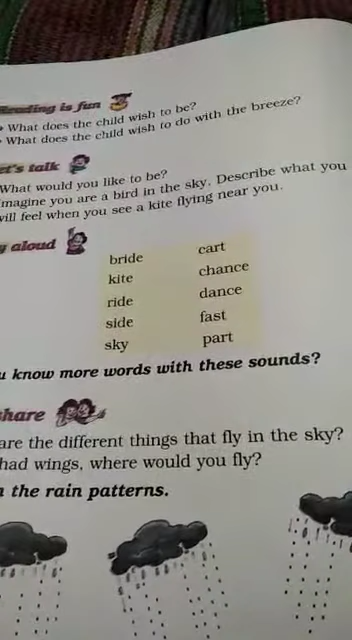 Reading is fun
What does the child wish to be?
What does the child wish to do with the breeze?
et's talk
What would you like to be?
magine you are a bird in the sky. Describe what you
vill feel when you see a kite flying near you.
y aloud
bride cart
kite chance
ride dance
side fast
sky part
u know more words with these sounds?
share
are the different things that fly in the sky?
had wings, where would you fly?
n the rain patterns.